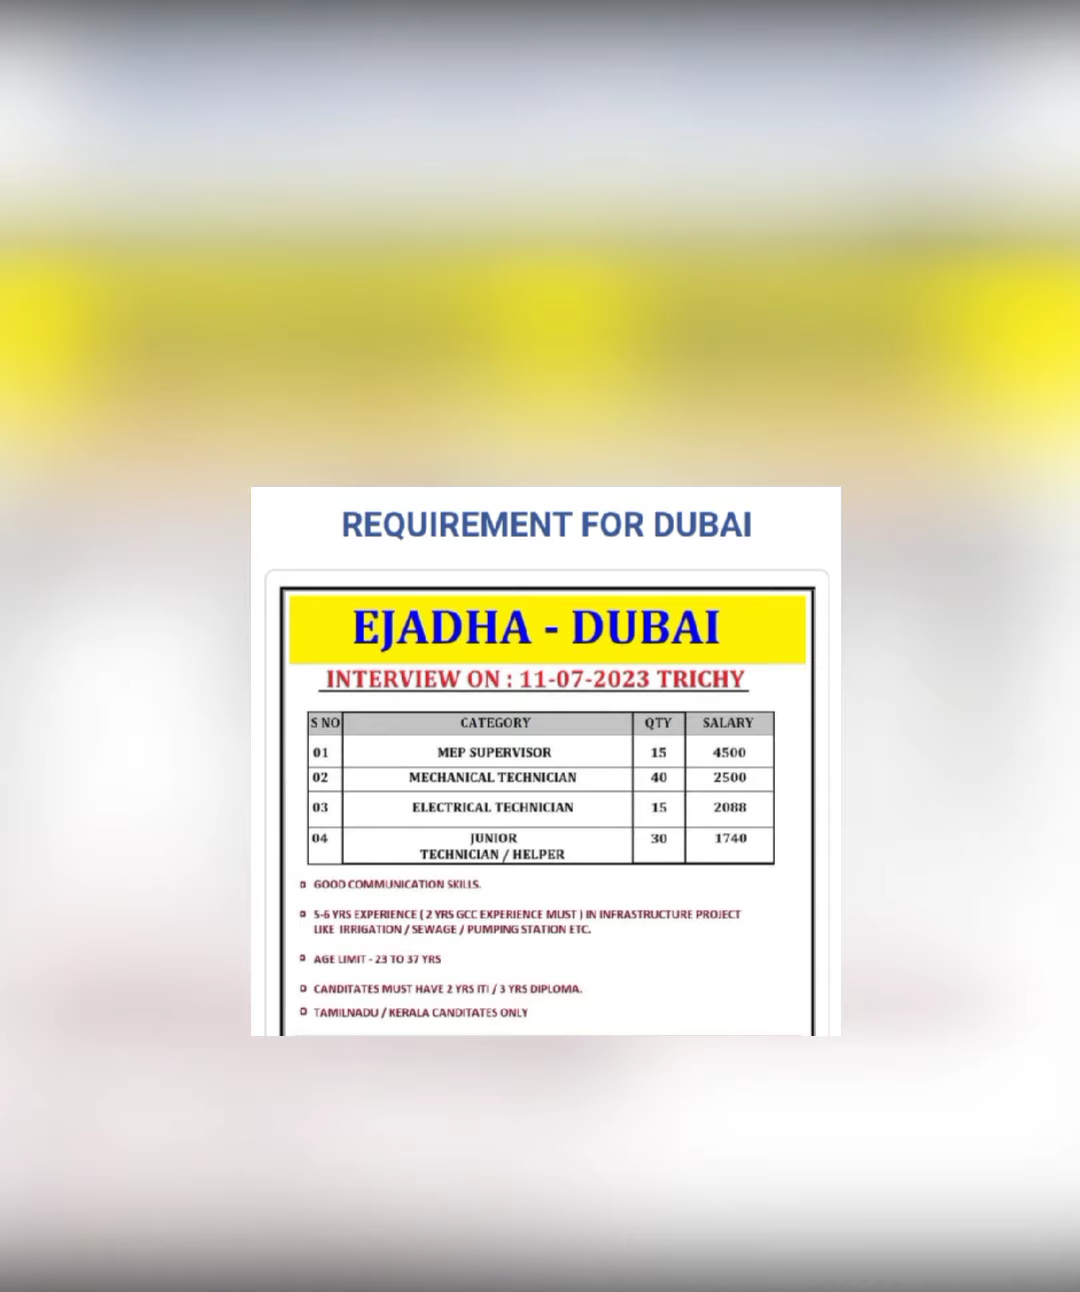 REQUIREMENT FOR DUBAI
EJADHA - DUBAI
INTERVIEW ON : 11-07-2023 TRICHY
S NO CATEGORY QTY SALARY
01 MEP SUPERVISOR 15 4500
02 MECHANICAL TECHNICIAN 40 2500
03 ELECTRICAL TECHNICIAN 15 2088
04 JUNIOR 30 1740
TECHNICIAN / HELPER
GOOD COMMUNICATION SKILLS.
5-6 YRS EXPERIENCE ( 2 YRS GCC EXPERIENCE MUST ) IN INFRASTRUCTURE PROJECT
LIKE IRRIGATION / SEWAGE / PUMPING STATION ETC.
AGE LIMIT - 23 TO 37 YRS
CANDITATES MUST HAVE 2 YRS ITI / 3 YRS DIPLOMA.
TAMILNADU / KERALA CANDITATES ONLY